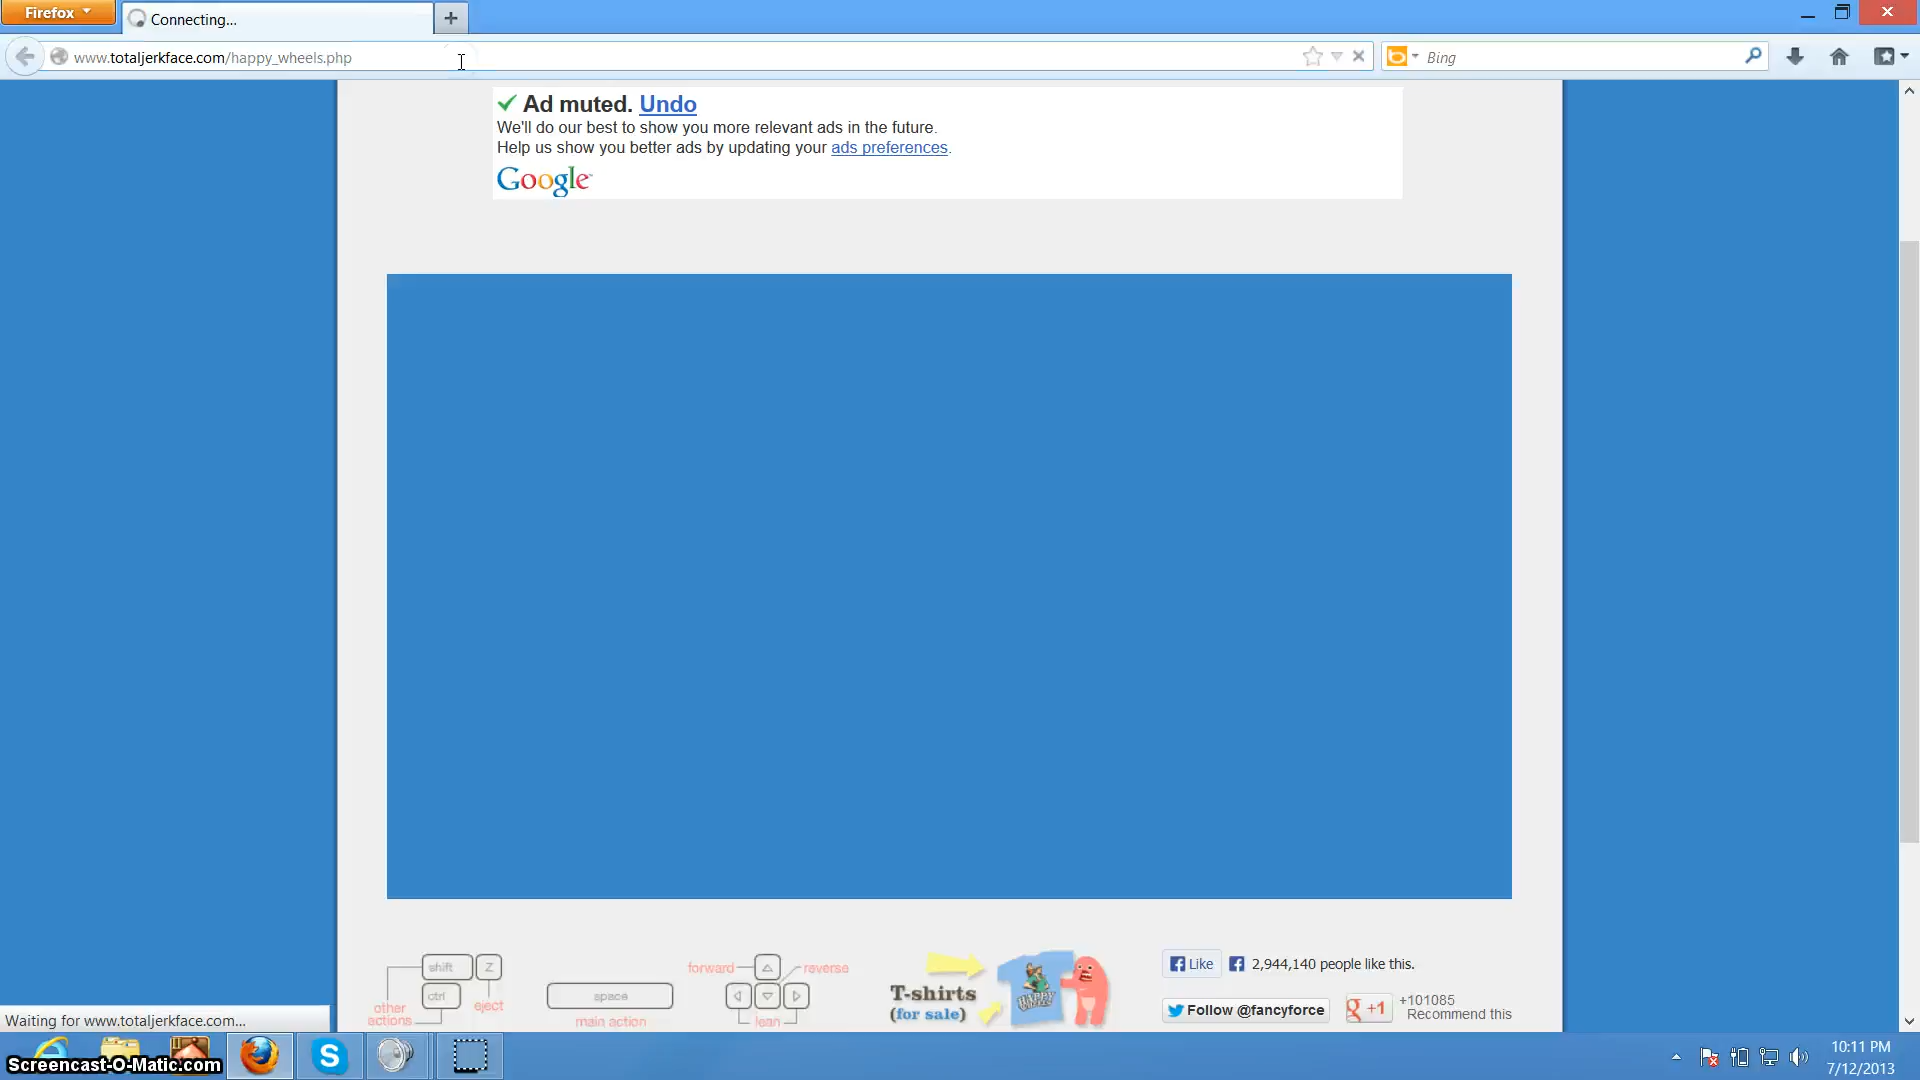 Firefox
Connecting...
www.totaljerkface.com/happy_wheels.php
Bing
Ad muted. Undo
We'll do our best to show you more relevant ads in the future.
Help us show you better ads by updating your ads preferences.
Google
shift
Z
ctrl
other
actions
eject
space
main action
forward
reverse
lean
T-shirts
(for sale)
HAPPY
WHEELS
Like
2,944,140 people like this.
Follow @fancyforce
+1
+101085
Recommend this
Waiting for www.totaljerkface.com...
Screencast-O-Matic.com
10:11 PM
7/12/2013